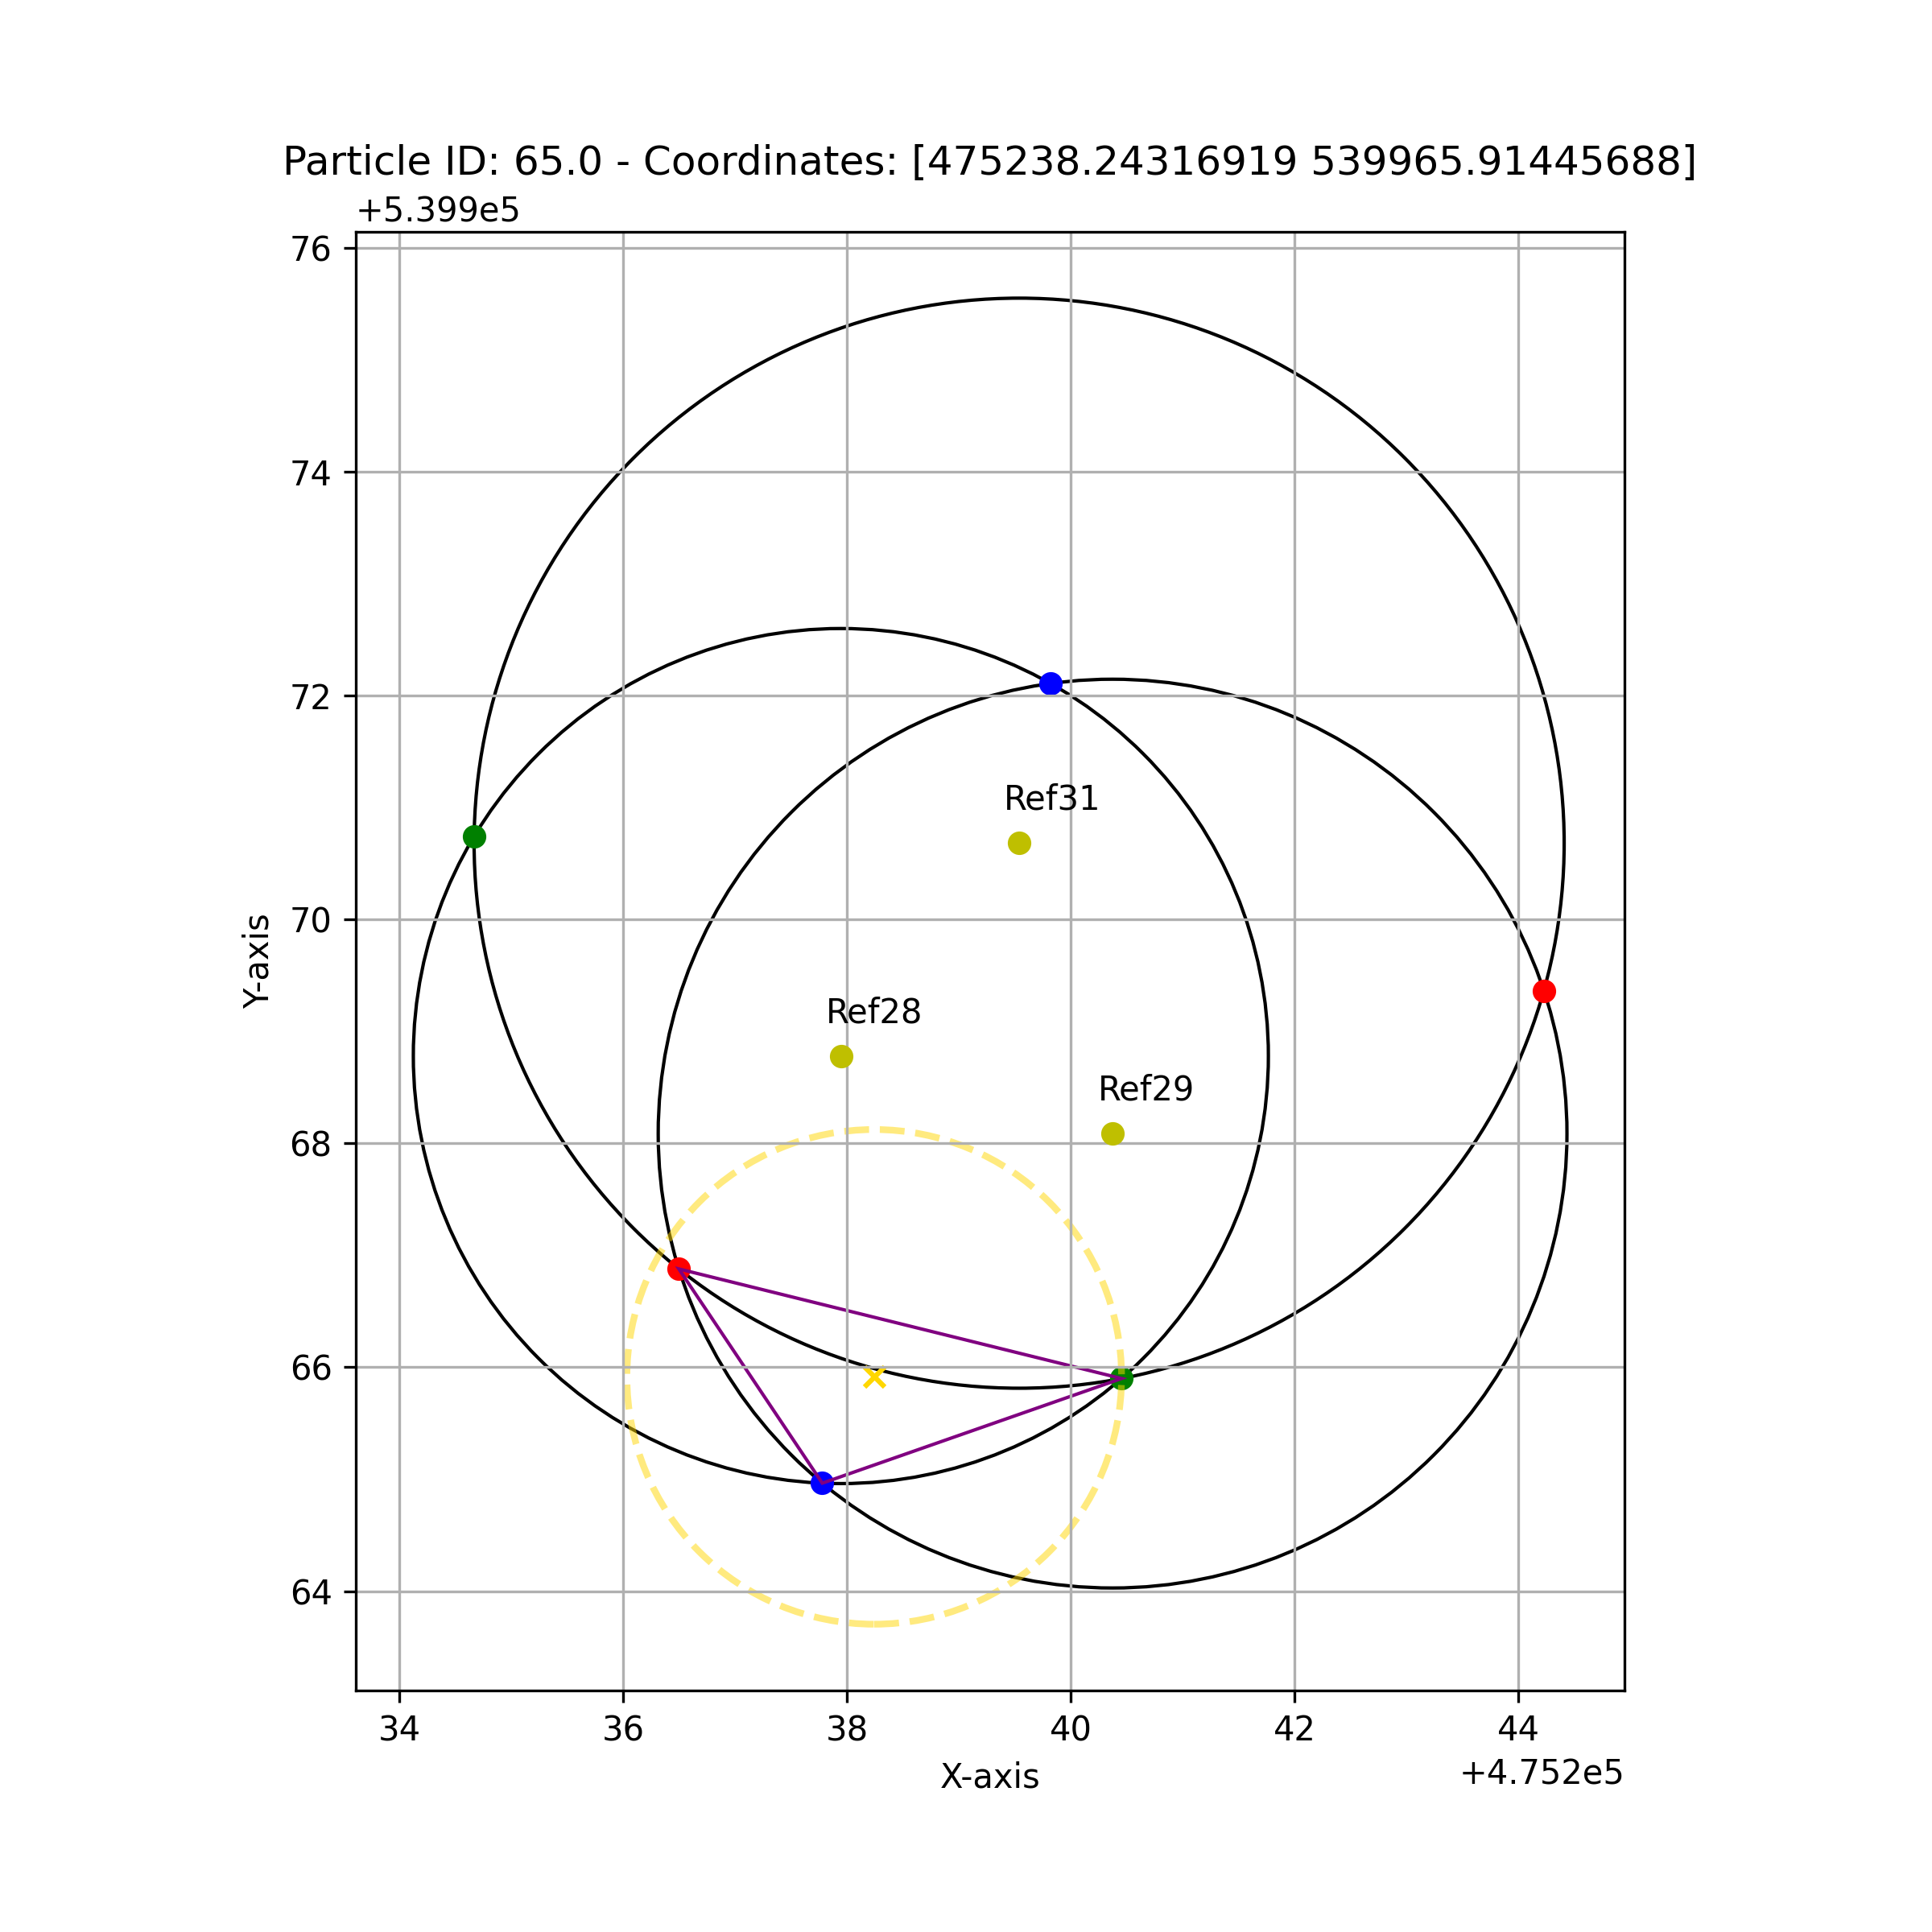 Particle ID: 65.0 - Coordinates: [475238.24316919 539965.91445688]
+5.399e5
76
74
72
70
68
66
64
Y-axis
Ref31
Ref28
Ref29
34 36 38 40 42 44
X-axis
+4.752e5